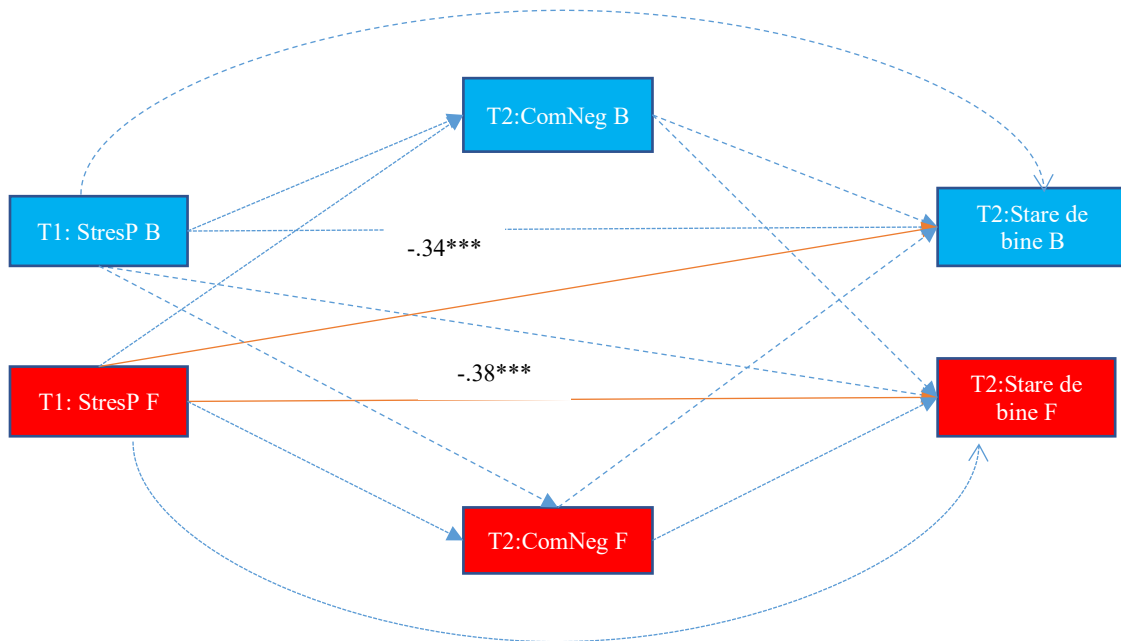 T2:ComNeg B
T1: StresP B
T2:Stare de
bine B
-.34***
T1: StresP F
-.38***
T2:Stare de
bine F
T2:ComNeg F